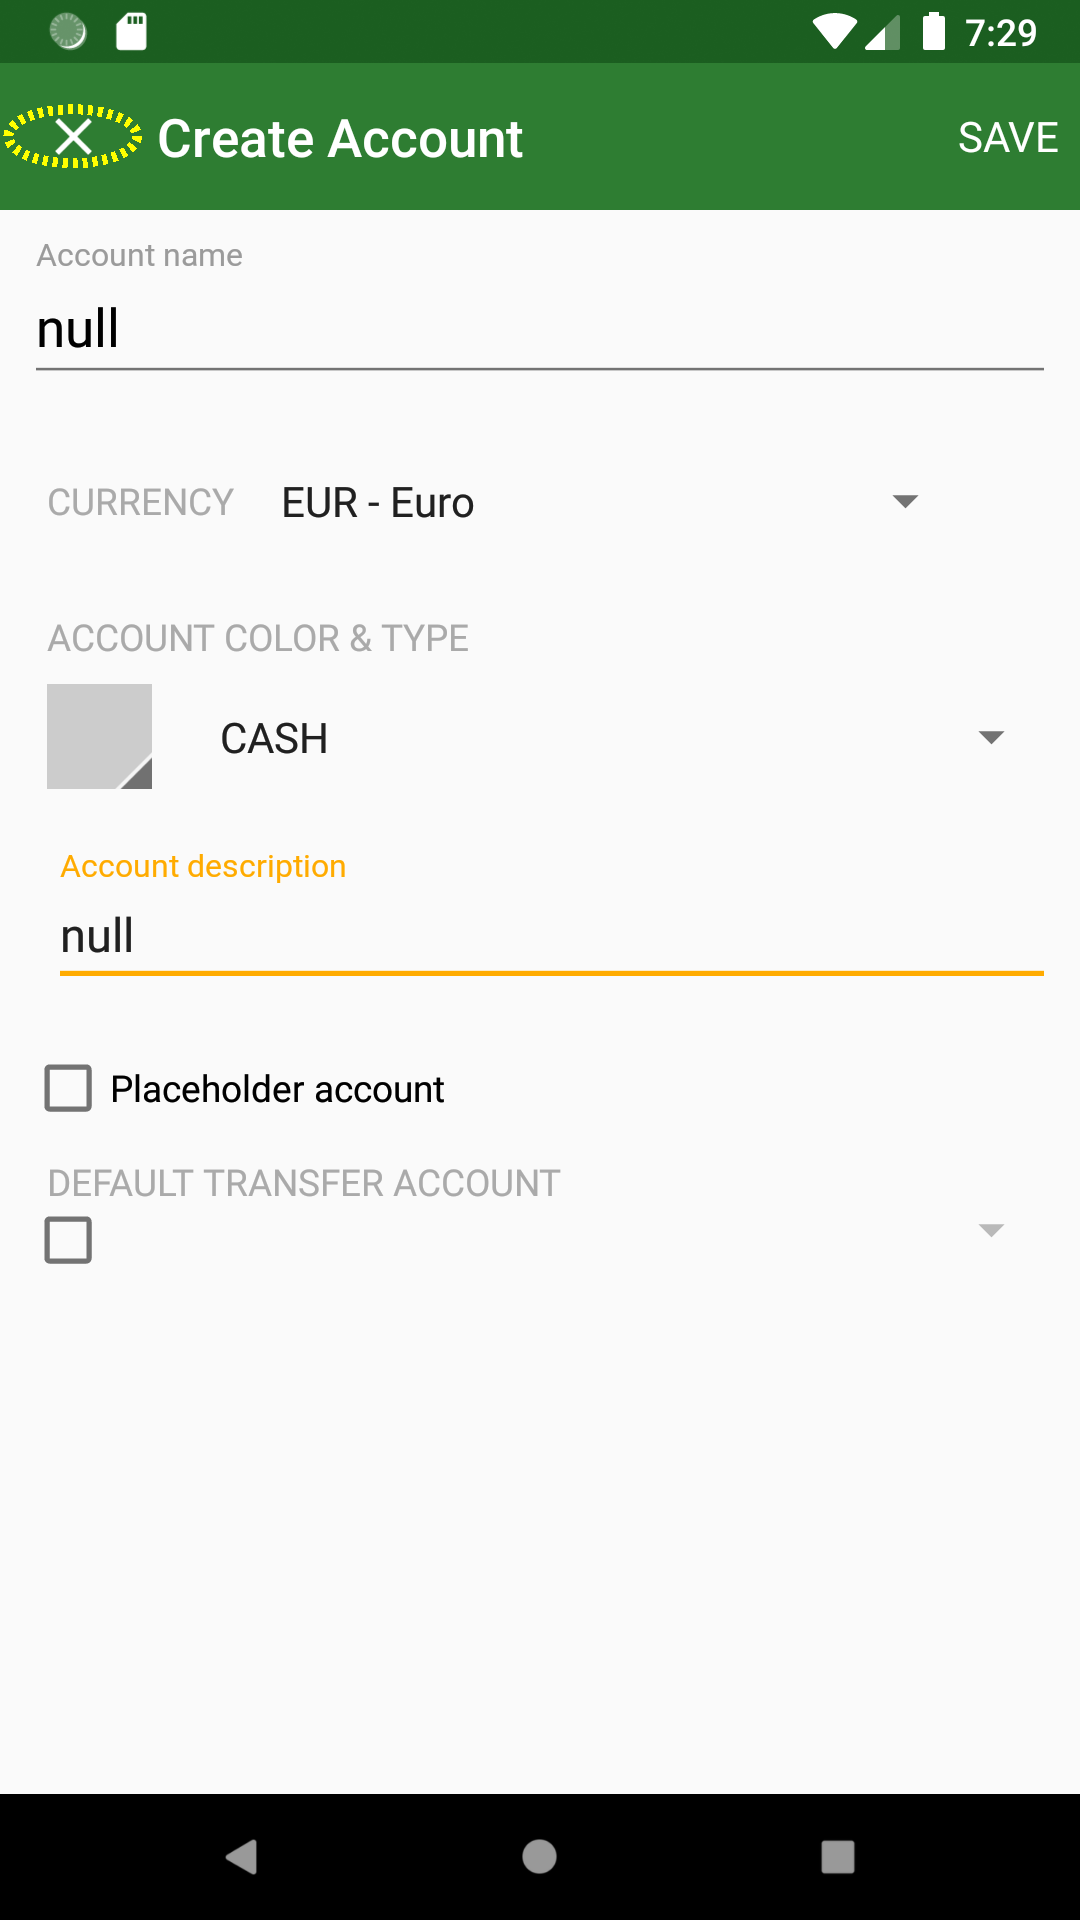 7:29
Create Account
SAVE
Account name
null
CURRENCY
EUR - Euro
ACCOUNT COLOR & TYPE
CASH
Account description
null
Placeholder account
DEFAULT TRANSFER ACCOUNT